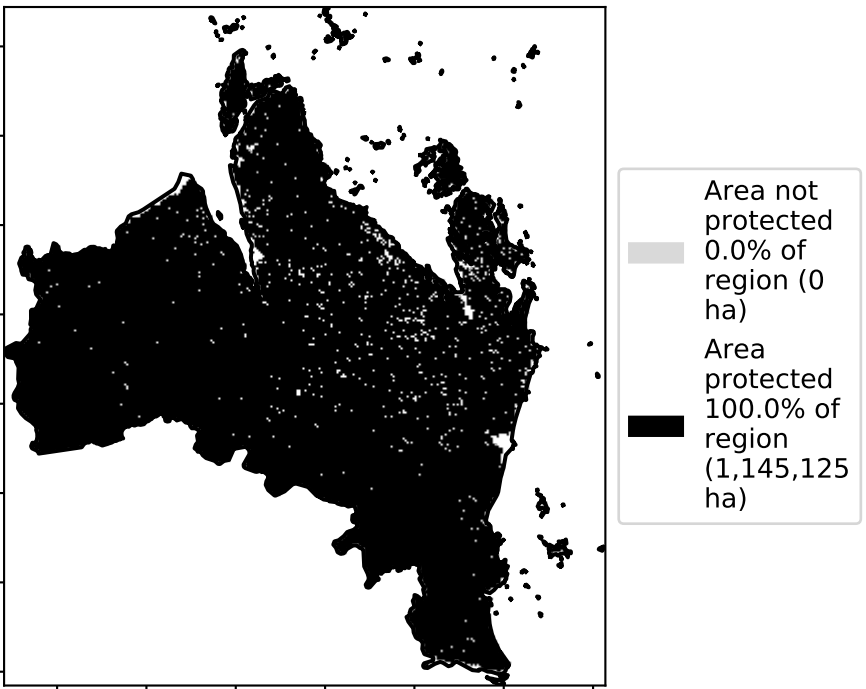 Area not
protected
0.0% of
region (0
ha)
Area
protected
100.0% of
region
(1,145,125
ha)